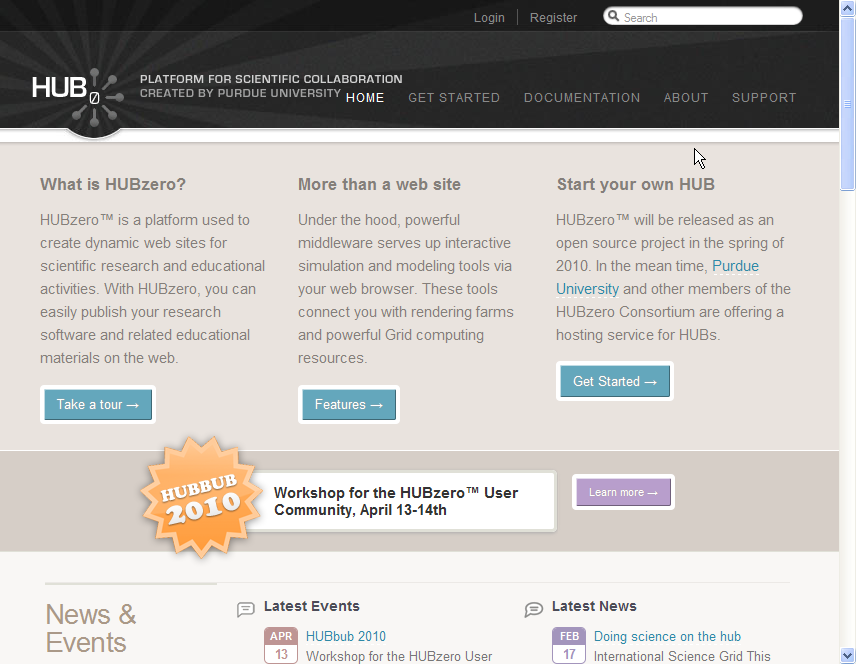 Login Register Search
HUB0
PLATFORM FOR SCIENTIFIC COLLABORATION
CREATED BY PURDUE UNIVERSITY
HOME GET STARTED DOCUMENTATION ABOUT SUPPORT
What is HUBzero?
HUBzero™ is a platform used to
create dynamic web sites for
scientific research and educational
activities. With HUBzero, you can
easily publish your research
software and related educational
materials on the web.
Take a tour →
More than a web site
Under the hood, powerful
middleware serves up interactive
simulation and modeling tools via
your web browser. These tools
connect you with rendering farms
and powerful Grid computing
resources.
Features →
Start your own HUB
HUBzero™ will be released as an
open source project in the spring of
2010. In the mean time, Purdue
University and other members of the
HUBzero Consortium are offering a
hosting service for HUBs.
Get Started →
HUBBUB
2010
Workshop for the HUBzero™ User
Community, April 13-14th
Learn more →
News &
Events
Latest Events
APR
13
HUBbub 2010
Workshop for the HUBzero User
Latest News
FEB
17
Doing science on the hub
International Science Grid This